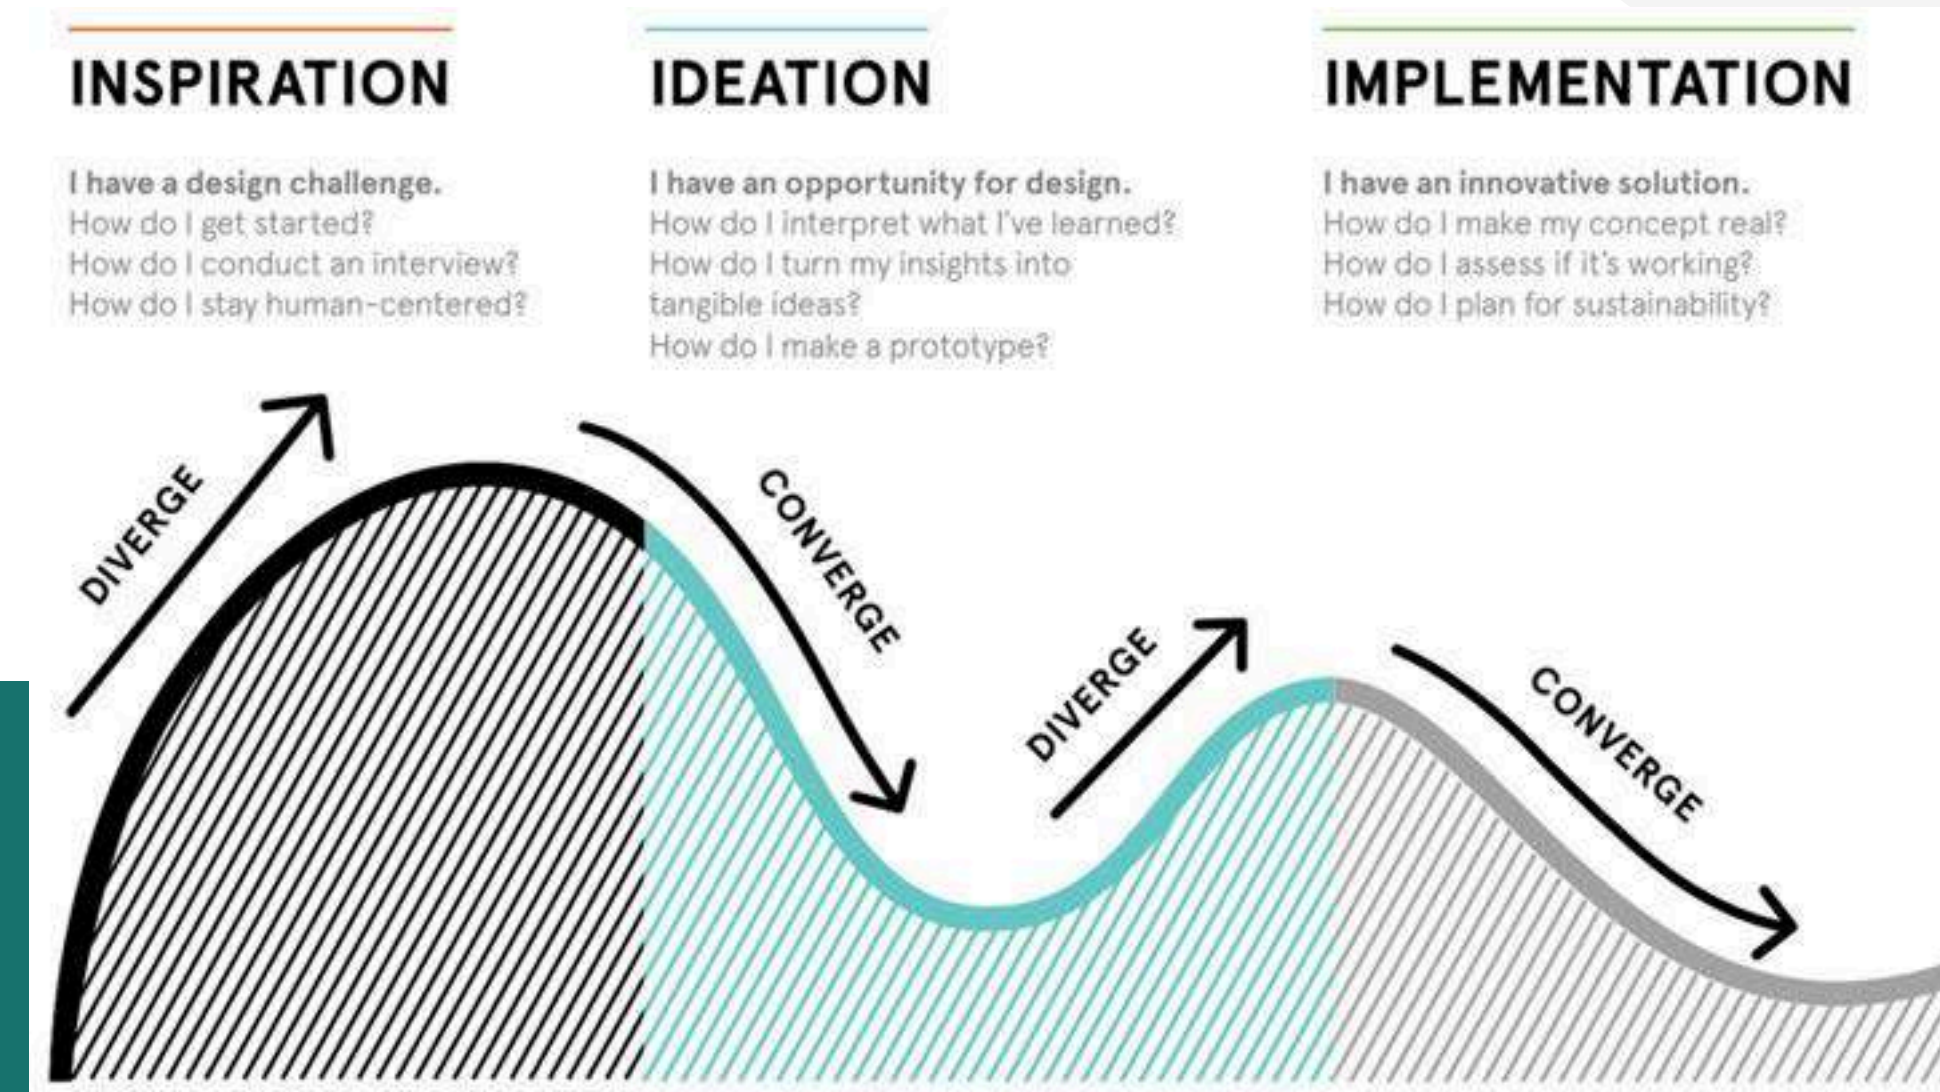 INSPIRATION
I have a design challenge.
How do I get started?
How do I conduct an interview?
How do I stay human-centered?
IDEATION
I have an opportunity for design.
How do I interpret what I've learned?
How do I turn my insights into
tangible ideas?
How do I make a prototype?
IMPLEMENTATION
I have an innovative solution.
How do I make my concept real?
How do I assess if it's working?
How do I plan for sustainability?
DIVERGE
CONVERGE
DIVERGE
CONVERGE